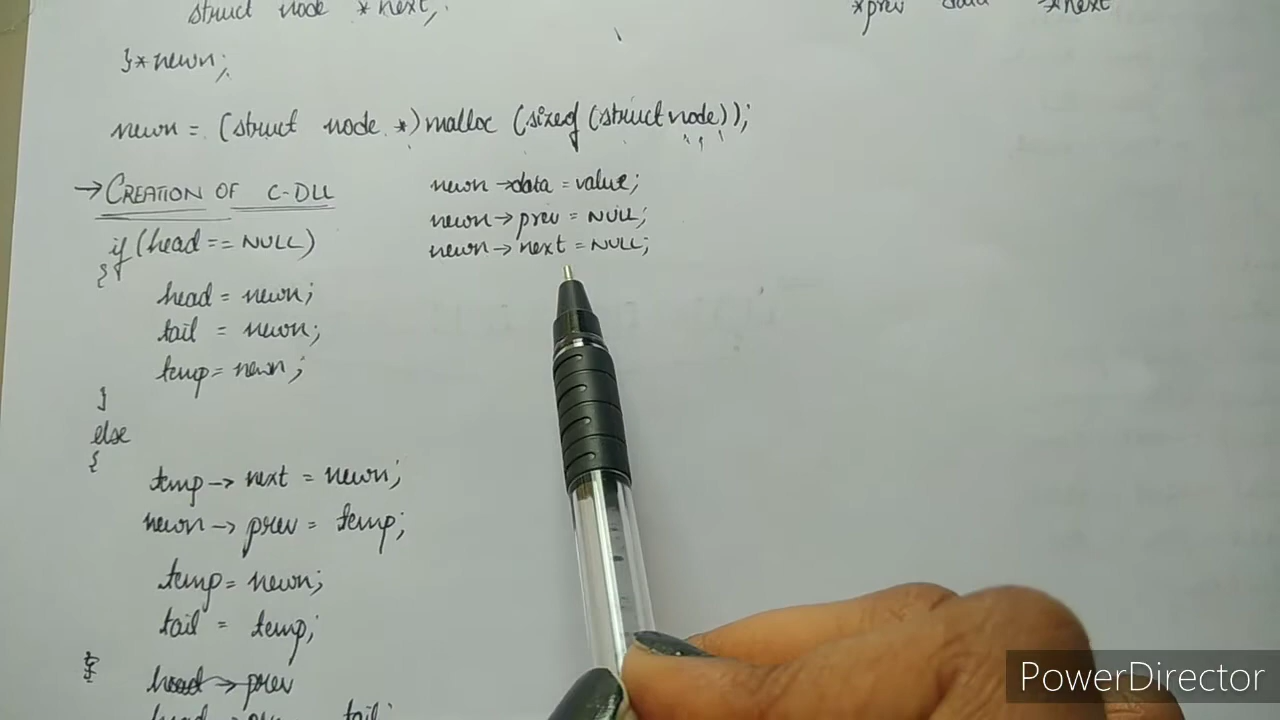 struct node *next;
*prev data *next
}*newn;
newn = (struct node *)malloc (sizeof (struct node));
→ CREATION OF C-DLL
newn →data = value;
newn → prev = NULL;
newn → next = NULL;
if (head == NULL)
{
head = newn;
tail = newn;
temp = newn;
}
else
{
temp → next = newn;
newn → prev = temp;
temp = newn;
tail = temp;
}
head → prev
tail;
PowerDirector